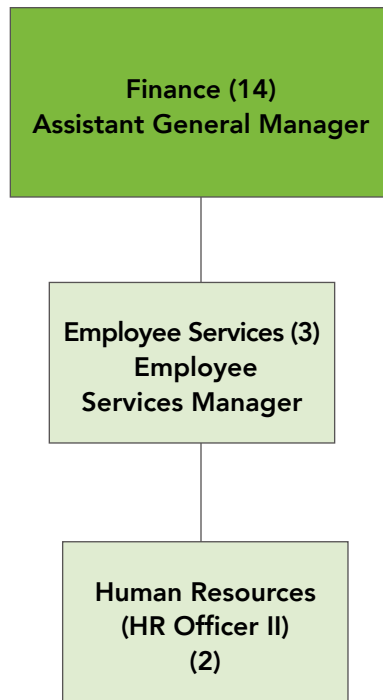 Finance (14)
Assistant General Manager
Employee Services (3)
Employee
Services Manager
Human Resources
(HR Officer II)
(2)